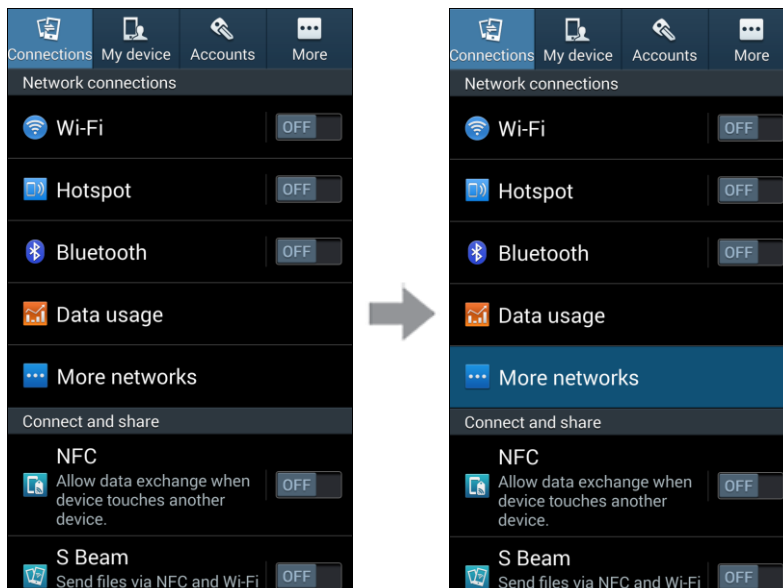 Connections My device Accounts More
Network connections
Wi-Fi OFF
Hotspot OFF
Bluetooth OFF
Data usage
More networks
Connect and share
NFC
Allow data exchange when
device touches another
device.
OFF
S Beam
Send files via NFC and Wi-Fi OFF
Connections My device Accounts More
Network connections
Wi-Fi OFF
Hotspot OFF
Bluetooth OFF
Data usage
More networks
Connect and share
NFC
Allow data exchange when
device touches another
device.
OFF
S Beam
Send files via NFC and Wi-Fi OFF